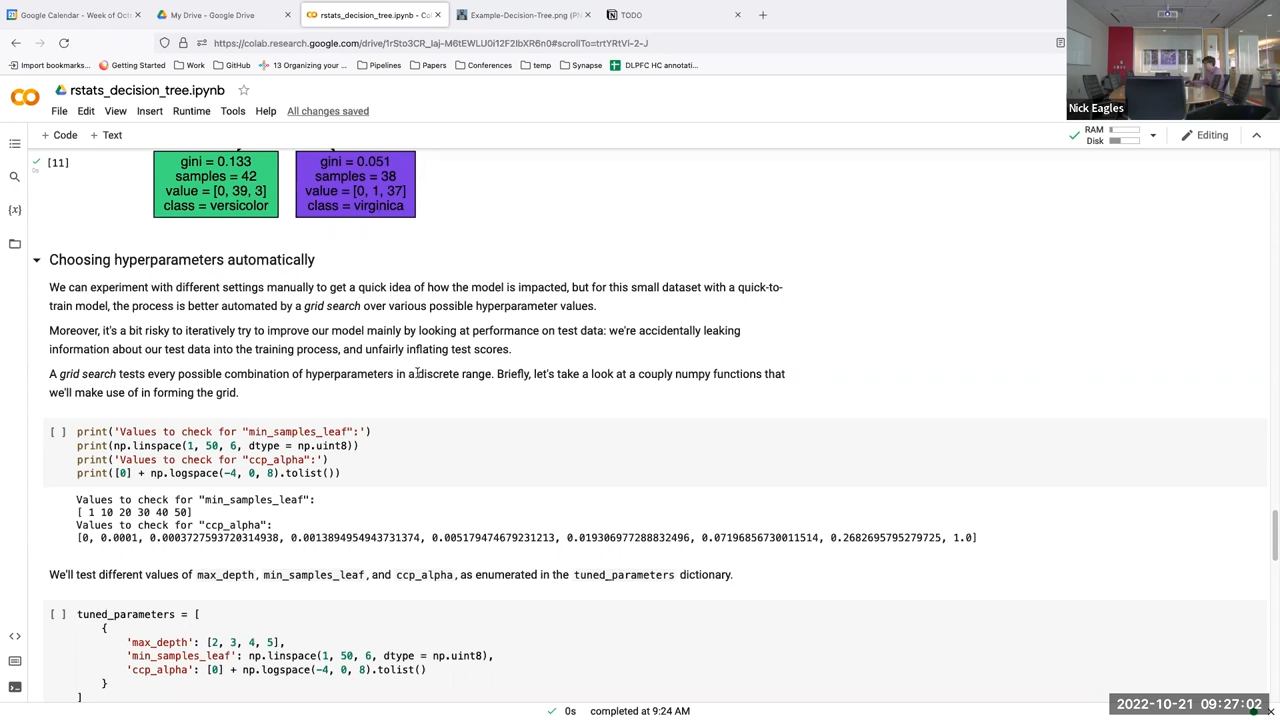 Google Calendar - Week of Oct
My Drive - Google Drive
rstats_decision_tree.ipynb - Co
Example-Decision-Tree.png (PN
TODO
https://colab.research.google.com/drive/1rSto3CR_Iaj-M6tEWLU0i12F2IbXR6n0#scrollTo=trtYRtVi-2-J
Import bookmarks...
Getting Started
Work
GitHub
13 Organizing your ...
Pipelines
Papers
Conferences
temp
Synapse
DLPFC HC annotati...
Nick Eagles
rstats_decision_tree.ipynb
File Edit View Insert Runtime Tools Help All changes saved
+ Code + Text
RAM
Disk
Editing
[11]
0s
gini = 0.133
samples = 42
value = [0, 39, 3]
class = versicolor
gini = 0.051
samples = 38
value = [0, 1, 37]
class = virginica
Choosing hyperparameters automatically
We can experiment with different settings manually to get a quick idea of how the model is impacted, but for this small dataset with a quick-to-
train model, the process is better automated by a grid search over various possible hyperparameter values.
Moreover, it's a bit risky to iteratively try to improve our model mainly by looking at performance on test data: we're accidentally leaking
information about our test data into the training process, and unfairly inflating test scores.
A grid search tests every possible combination of hyperparameters in a discrete range. Briefly, let's take a look at a couply numpy functions that
we'll make use of in forming the grid.
[ ] print('Values to check for "min_samples_leaf":')
print(np.linspace(1, 50, 6, dtype = np.uint8))
print('Values to check for "ccp_alpha":')
print([0] + np.logspace(-4, 0, 8).tolist())
Values to check for "min_samples_leaf":
[ 1 10 20 30 40 50]
Values to check for "ccp_alpha":
[0, 0.0001, 0.0003727593720314938, 0.0013894954943731374, 0.005179474679231213, 0.019306977288832496, 0.07196856730011514, 0.2682695795279725, 1.0]
We'll test different values of max_depth, min_samples_leaf, and ccp_alpha, as enumerated in the tuned_parameters dictionary.
[ ] tuned_parameters = [
{
'max_depth': [2, 3, 4, 5],
'min_samples_leaf': np.linspace(1, 50, 6, dtype = np.uint8),
'ccp_alpha': [0] + np.logspace(-4, 0, 8).tolist()
}
]
0s completed at 9:24 AM
2022-10-21 09:27:02